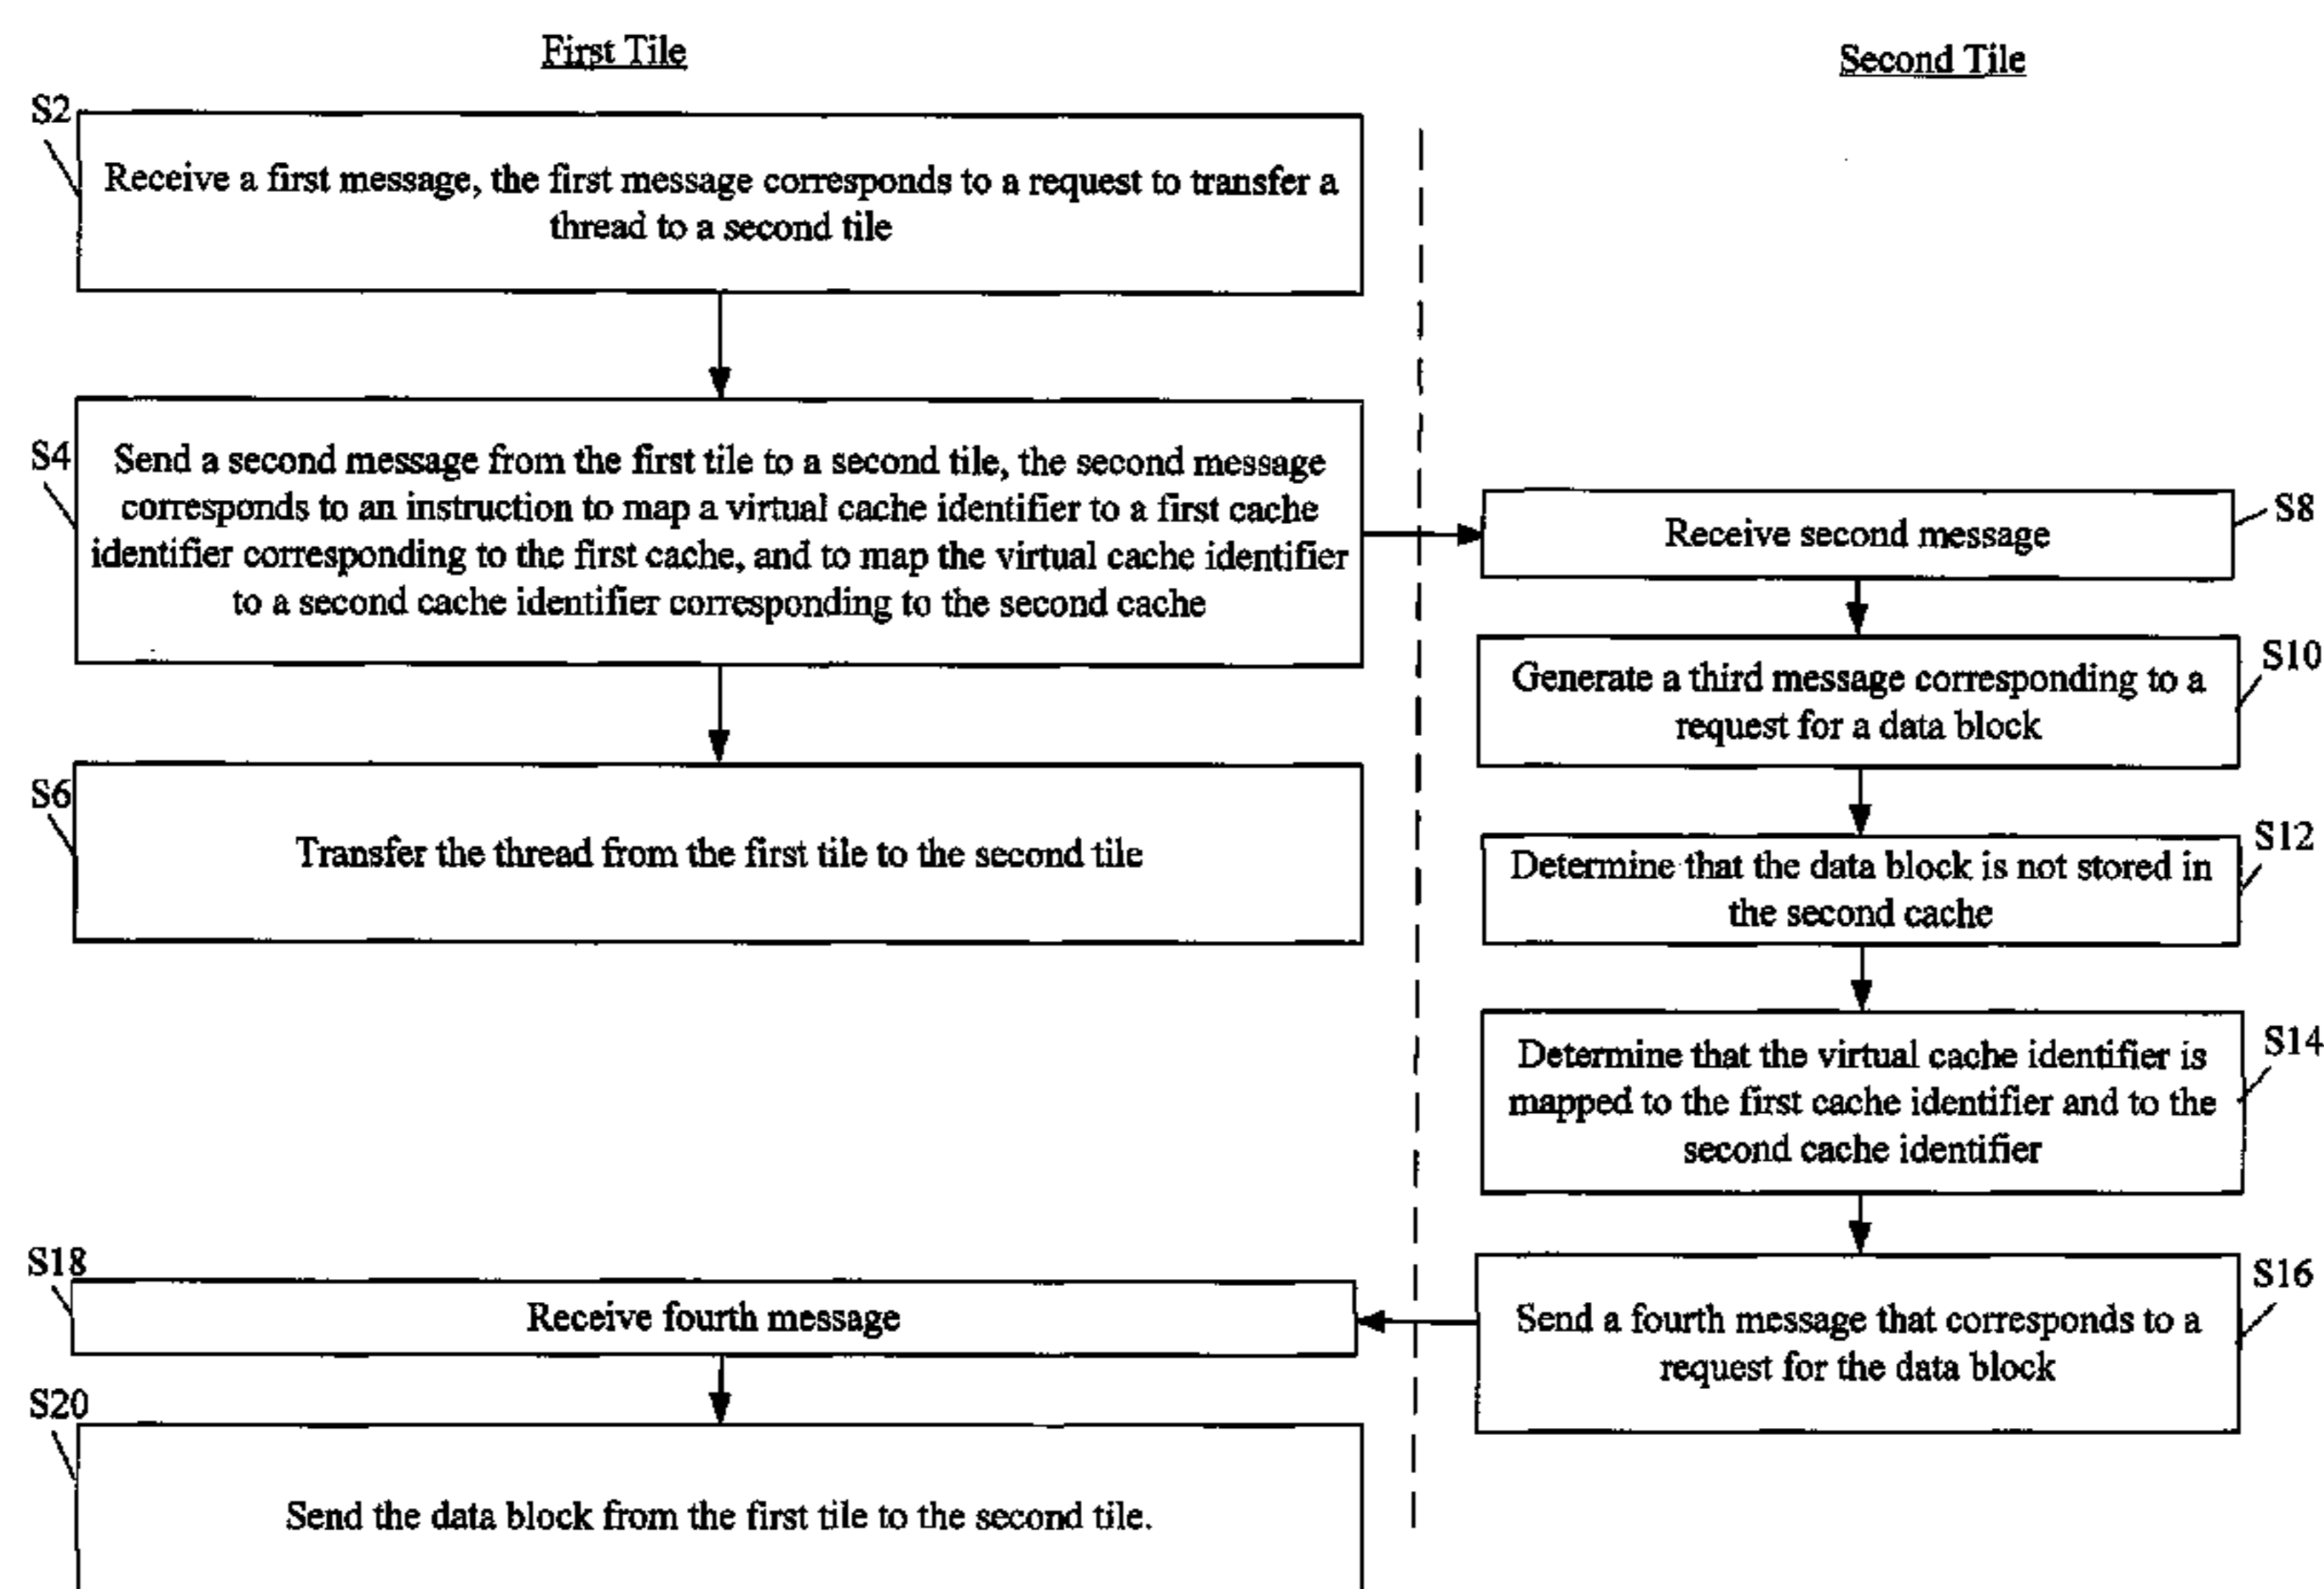 First Tile
Second Tile
S2
Receive a first message, the first message corresponds to a request to transfer a
thread to a second tile
S4
Send a second message from the first tile to a second tile, the second message
corresponds to an instruction to map a virtual cache identifier to a first cache
identifier corresponding to the first cache, and to map the virtual cache identifier
to a second cache identifier corresponding to the second cache
S6
Transfer the thread from the first tile to the second tile
S8
Receive second message
S10
Generate a third message corresponding to a
request for a data block
S12
Determine that the data block is not stored in
the second cache
S14
Determine that the virtual cache identifier is
mapped to the first cache identifier and to the
second cache identifier
S16
Send a fourth message that corresponds to a
request for the data block
S18
Receive fourth message
S20
Send the data block from the first tile to the second tile.